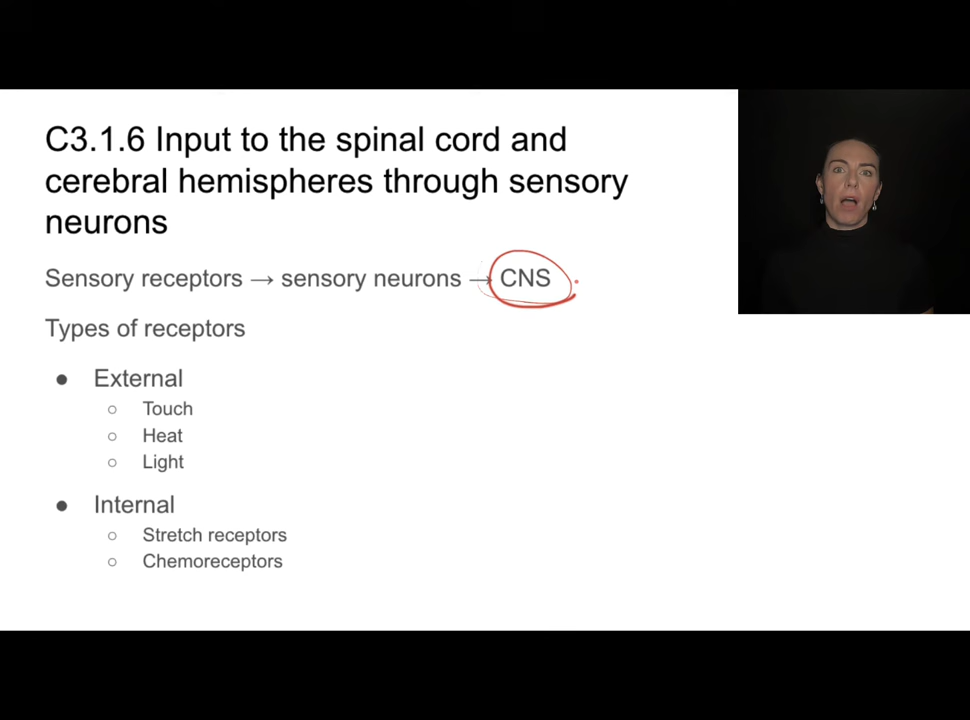 C3.1.6 Input to the spinal cord and
cerebral hemispheres through sensory
neurons
Sensory receptors → sensory neurons → CNS
Types of receptors
● External
○ Touch
○ Heat
○ Light
● Internal
○ Stretch receptors
○ Chemoreceptors